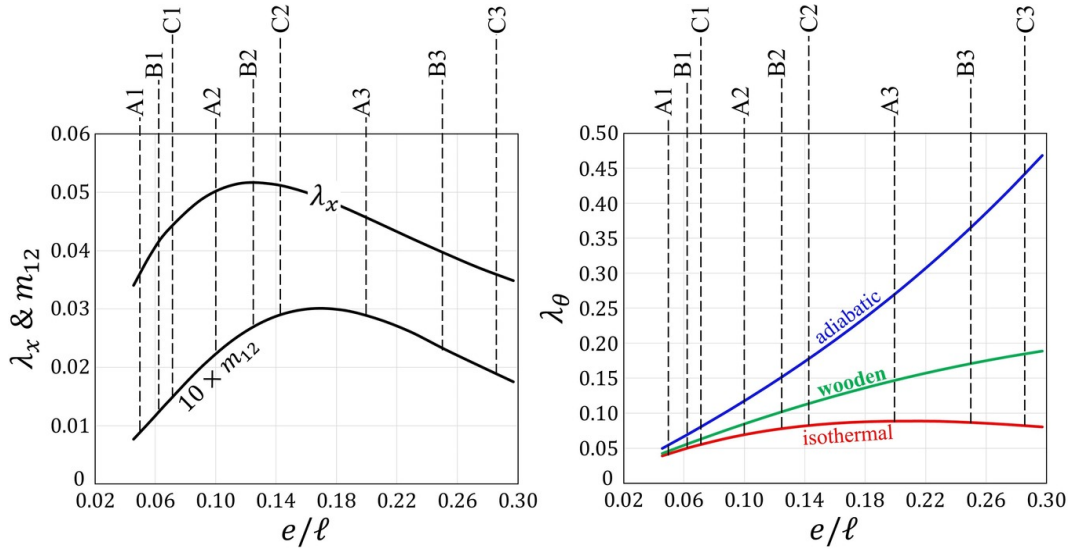 A1
B1
C1
A2
B2
C2
A3
B3
C3
0.06
0.05
0.04
0.03
0.02
0.01
0
λx & m12
λx
10 × m12
0.02
0.06
0.10
0.14
0.18
0.22
0.26
0.30
e/ℓ
A1
B1
C1
A2
B2
C2
A3
B3
C3
0.50
0.45
0.40
0.35
0.30
0.25
0.20
0.15
0.10
0.05
0
λθ
adiabatic
wooden
isothermal
0.02
0.06
0.10
0.14
0.18
0.22
0.26
0.30
e/ℓ